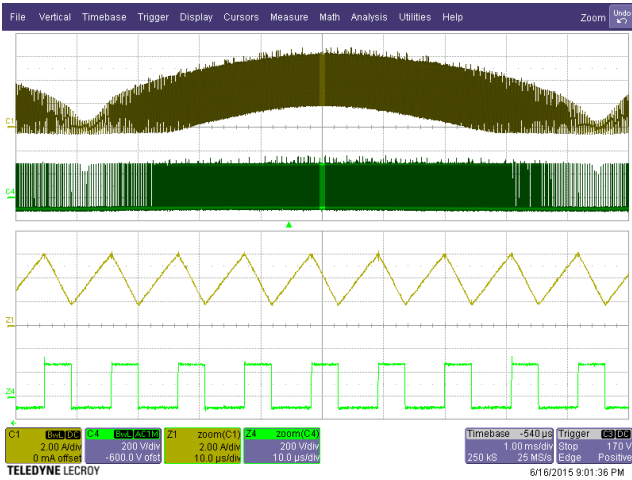 File Vertical Timebase Trigger Display Cursors Measure Math Analysis Utilities Help Zoom Undo
C1
C4
Z1
Z4
C1 BwL DC C4 BwL AC1M Z1 zoom(C1) Z4 zoom(C4) Timebase -540 µs Trigger C3 DC
2.00 A/div 200 V/div 2.00 A/div 200 V/div 1.00 ms/div Stop 170 V
0 mA offset -600.0 V ofst 10.0 µs/div 10.0 µs/div 250 kS 25 MS/s Edge Positive
TELEDYNE LECROY 6/16/2015 9:01:36 PM